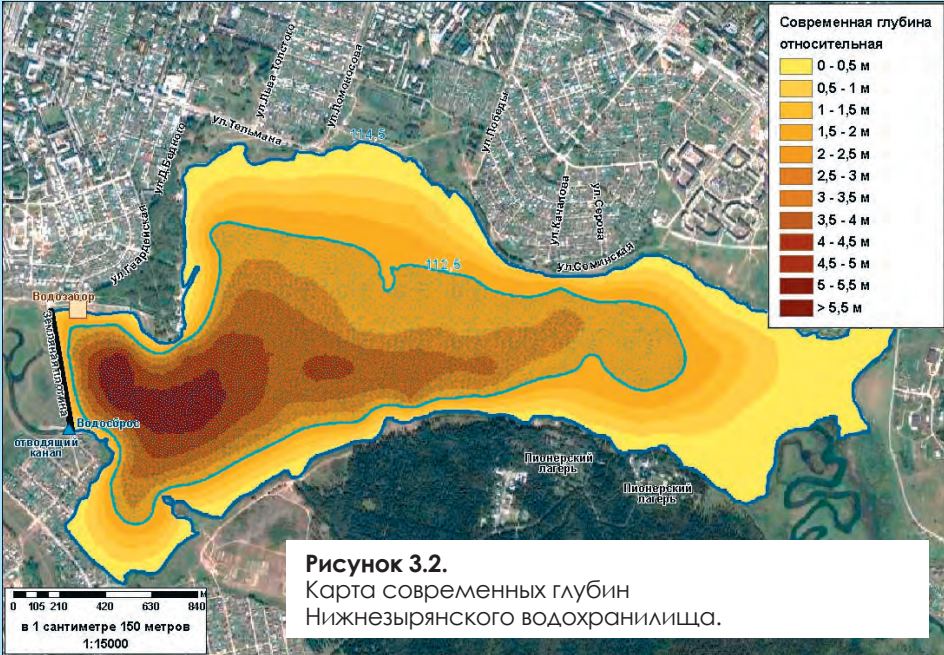 Современная глубина
относительная
0 - 0,5 м
0,5 - 1 м
1 - 1,5 м
1,5 - 2 м
2 - 2,5 м
2,5 - 3 м
3 - 3,5 м
3,5 - 4 м
4 - 4,5 м
4,5 - 5 м
5 - 5,5 м
> 5,5 м
ул.Льва Толстого
ул.Ломоносова
ул.Тельмана
114,5
ул.Победы
ул.Д.Бедного
ул.Гвардейская
ул.Качалова
ул.Серова
ул.Семинская
112,5
Водозабор
Земляная плотина
Водосброс
отводящий
канал
Пионерский
лагерь
Пионерский
лагерь
Рисунок 3.2.
Карта современных глубин
Нижнезырянского водохранилища.
0 105 210 420 630 840 м
в 1 сантиметре 150 метров
1:15000